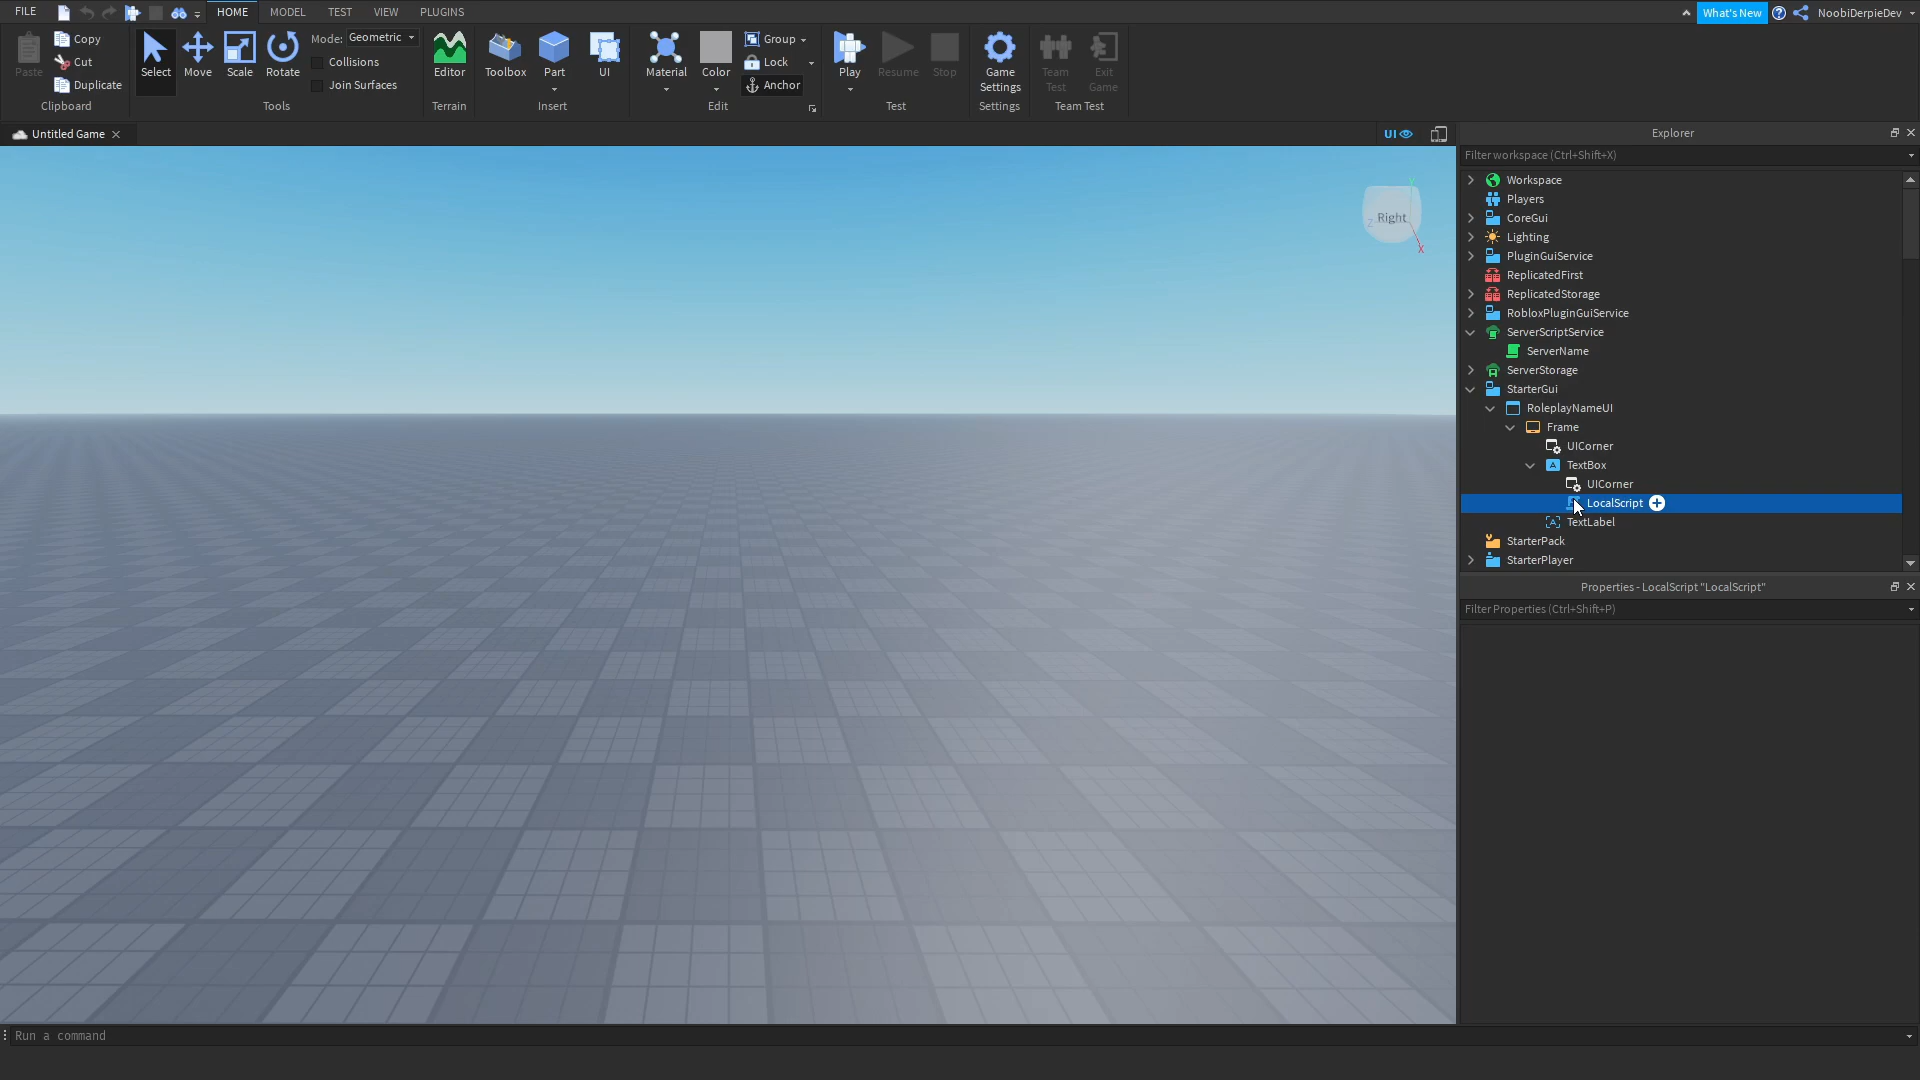 FILE HOME MODEL TEST VIEW PLUGINS What's New NoobiDerpieDev
Paste
Copy
Cut
Duplicate
Clipboard
Select
Move
Scale
Rotate
Mode: Geometric
Collisions
Join Surfaces
Tools
Editor
Terrain
Toolbox
Part
UI
Insert
Material
Color
Group
Lock
Anchor
Edit
Play
Resume
Stop
Test
Game
Settings
Settings
Team
Test
Exit
Game
Team Test
Untitled Game
UI
Right
Z
Y
X
Explorer
Filter workspace (Ctrl+Shift+X)
Workspace
Players
CoreGui
Lighting
PluginGuiService
ReplicatedFirst
ReplicatedStorage
RobloxPluginGuiService
ServerScriptService
ServerName
ServerStorage
StarterGui
RoleplayNameUI
Frame
UICorner
TextBox
UICorner
LocalScript
TextLabel
StarterPack
StarterPlayer
Properties - LocalScript "LocalScript"
Filter Properties (Ctrl+Shift+P)
Run a command